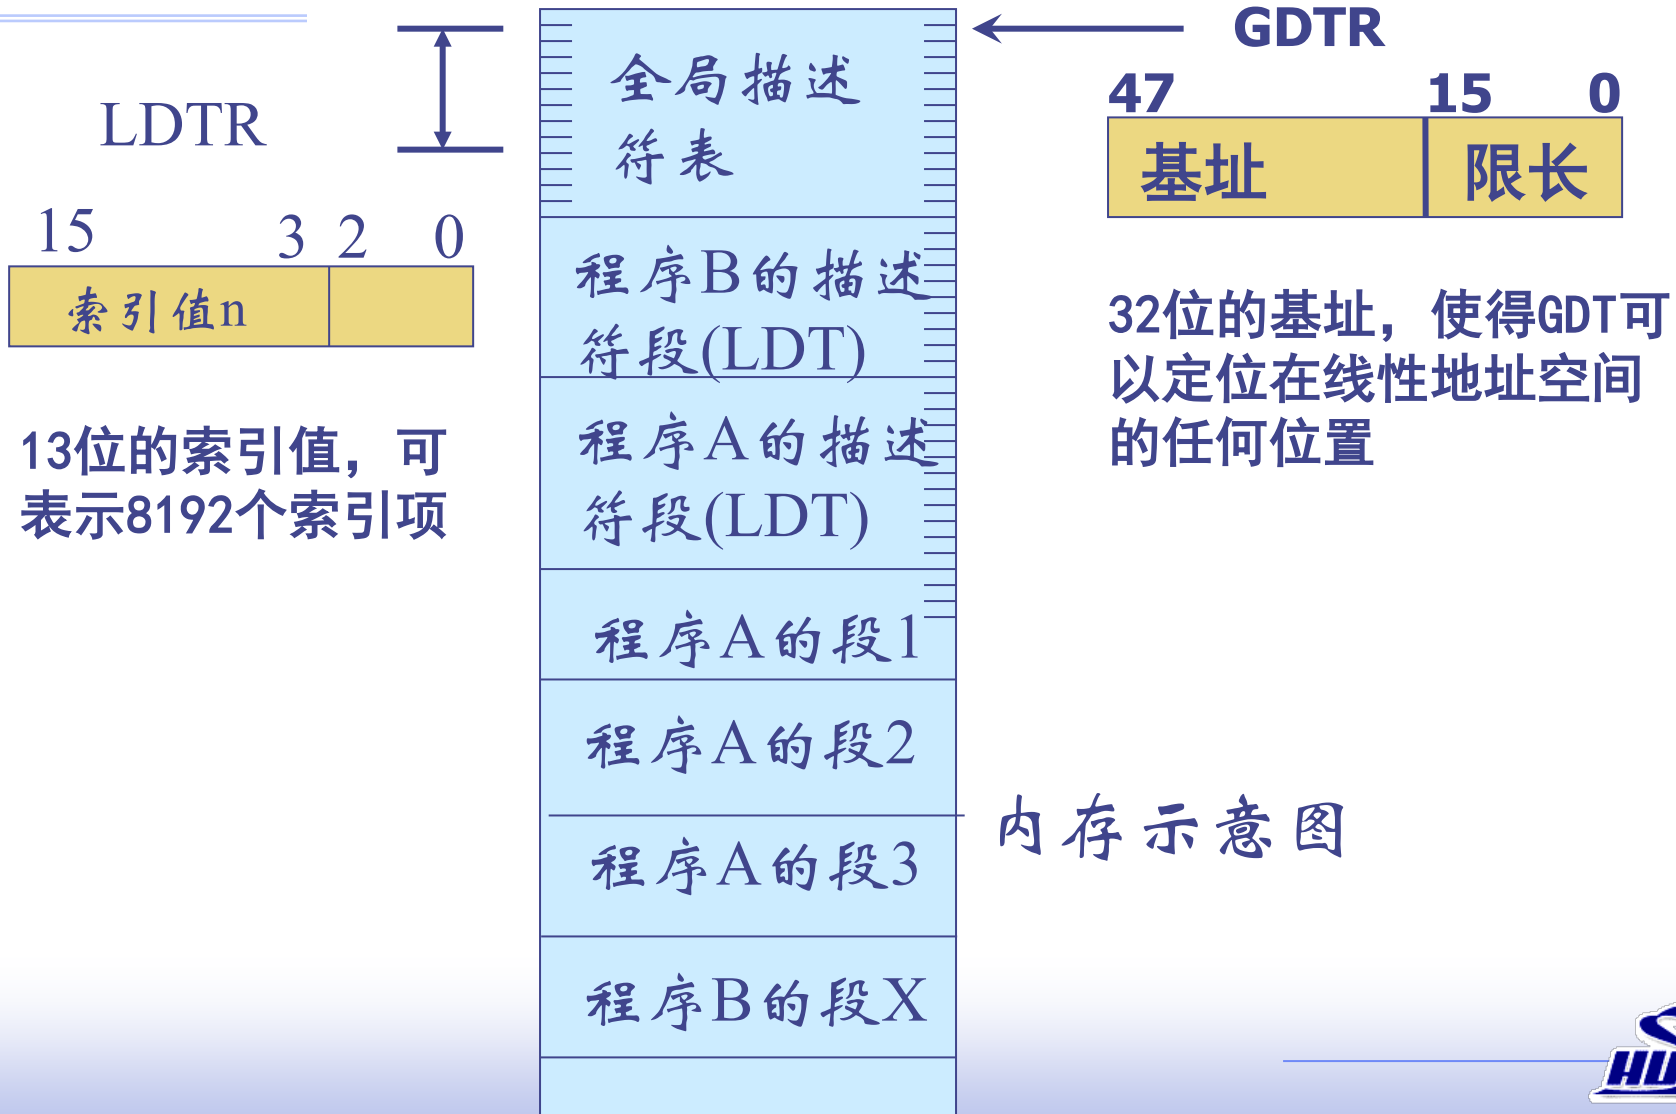 LDTR
15 3 2 0
索引值n
13位的索引值，可
表示8192个索引项
全局描述
符表
程序B的描述
符段(LDT)
程序A的描述
符段(LDT)
程序A的段1
程序A的段2
程序A的段3
程序B的段X
GDTR
47 15 0
基址 限长
32位的基址，使得GDT可
以定位在线性地址空间
的任何位置
内存示意图